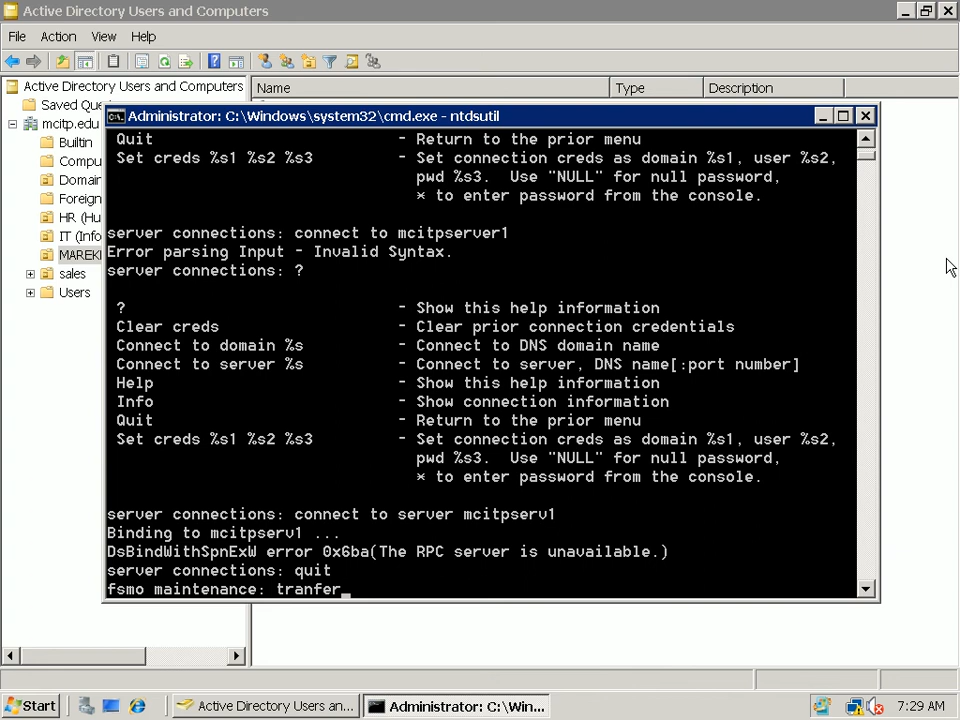 Active Directory Users and Computers
File Action View Help
Active Directory Users and Computers
Name Type Description
Saved Que
mcitp.edu
Builtin
Compu
Domain
Foreign
HR (Hu
IT (Info
MAREK
sales
Users
Administrator: C:\Windows\system32\cmd.exe - ntdsutil
Quit - Return to the prior menu
Set creds %s1 %s2 %s3 - Set connection creds as domain %s1, user %s2,
pwd %s3. Use "NULL" for null password,
* to enter password from the console.
server connections: connect to mcitpserver1
Error parsing Input - Invalid Syntax.
server connections: ?
? - Show this help information
Clear creds - Clear prior connection credentials
Connect to domain %s - Connect to DNS domain name
Connect to server %s - Connect to server, DNS name[:port number]
Help - Show this help information
Info - Show connection information
Quit - Return to the prior menu
Set creds %s1 %s2 %s3 - Set connection creds as domain %s1, user %s2,
pwd %s3. Use "NULL" for null password,
* to enter password from the console.
server connections: connect to server mcitpserv1
Binding to mcitpserv1 ...
DsBindWithSpnExW error 0x6ba(The RPC server is unavailable.)
server connections: quit
fsmo maintenance: tranfer_
Start Active Directory Users an... Administrator: C:\Win... 7:29 AM